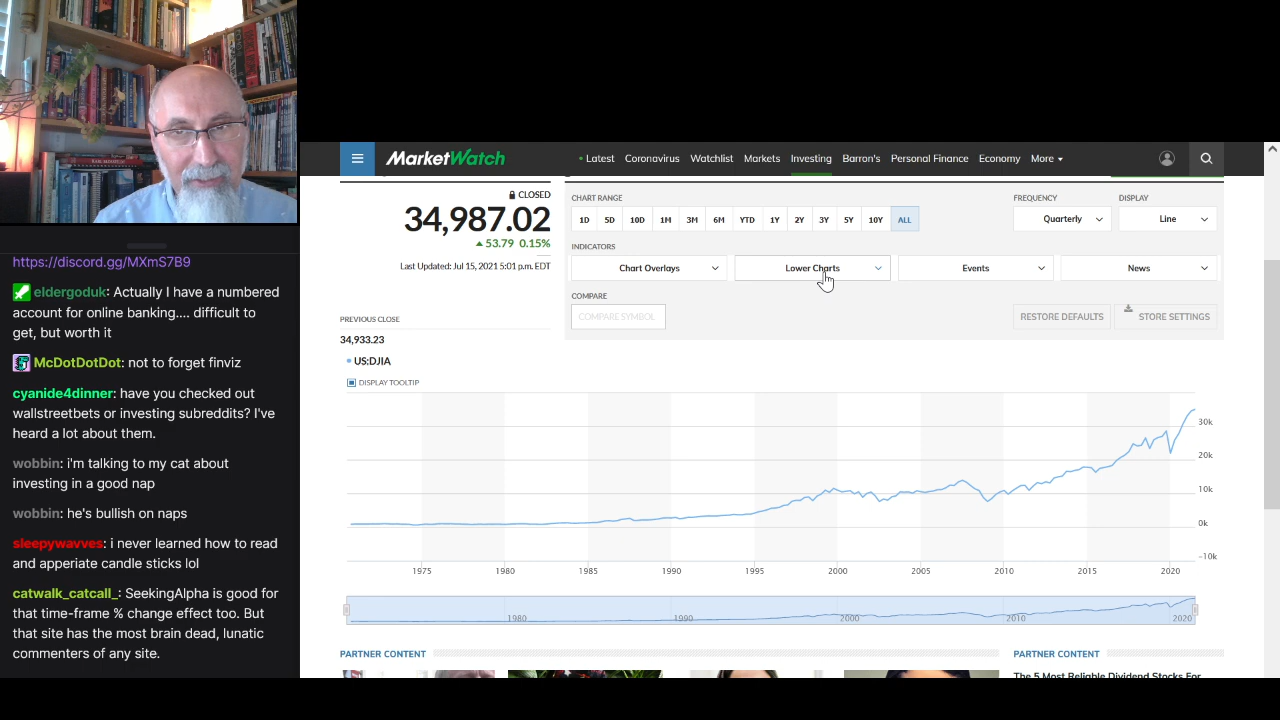 https://discord.gg/MXmS7B9
eldergoduk: Actually I have a numbered
account for online banking.... difficult to
get, but worth it
McDotDotDot: not to forget finviz
cyanide4dinner: have you checked out
wallstreetbets or investing subreddits? I've
heard a lot about them.
wobbin: i'm talking to my cat about
investing in a good nap
wobbin: he's bullish on naps
sleepywavves: i never learned how to read
and apperiate candle sticks lol
catwalk_catcall_: SeekingAlpha is good for
that time-frame % change effect too. But
that site has the most brain dead, lunatic
commenters of any site.
MarketWatch
Latest Coronavirus Watchlist Markets Investing Barron's Personal Finance Economy More
CLOSED
34,987.02
53.79 0.15%
Last Updated: Jul 15, 2021 5:01 p.m. EDT
PREVIOUS CLOSE
34,933.23
CHART RANGE
1D 5D 10D 1M 3M 6M YTD 1Y 2Y 3Y 5Y 10Y ALL
FREQUENCY
Quarterly
DISPLAY
Line
INDICATORS
Chart Overlays
Lower Charts
Events
News
COMPARE
COMPARE SYMBOL
RESTORE DEFAULTS
STORE SETTINGS
US:DJIA
DISPLAY TOOLTIP
30k
20k
10k
0k
-10k
1975 1980 1985 1990 1995 2000 2005 2010 2015 2020
1980 1990 2000 2010 2020
PARTNER CONTENT
PARTNER CONTENT
The 5 Most Reliable Dividend Stocks For